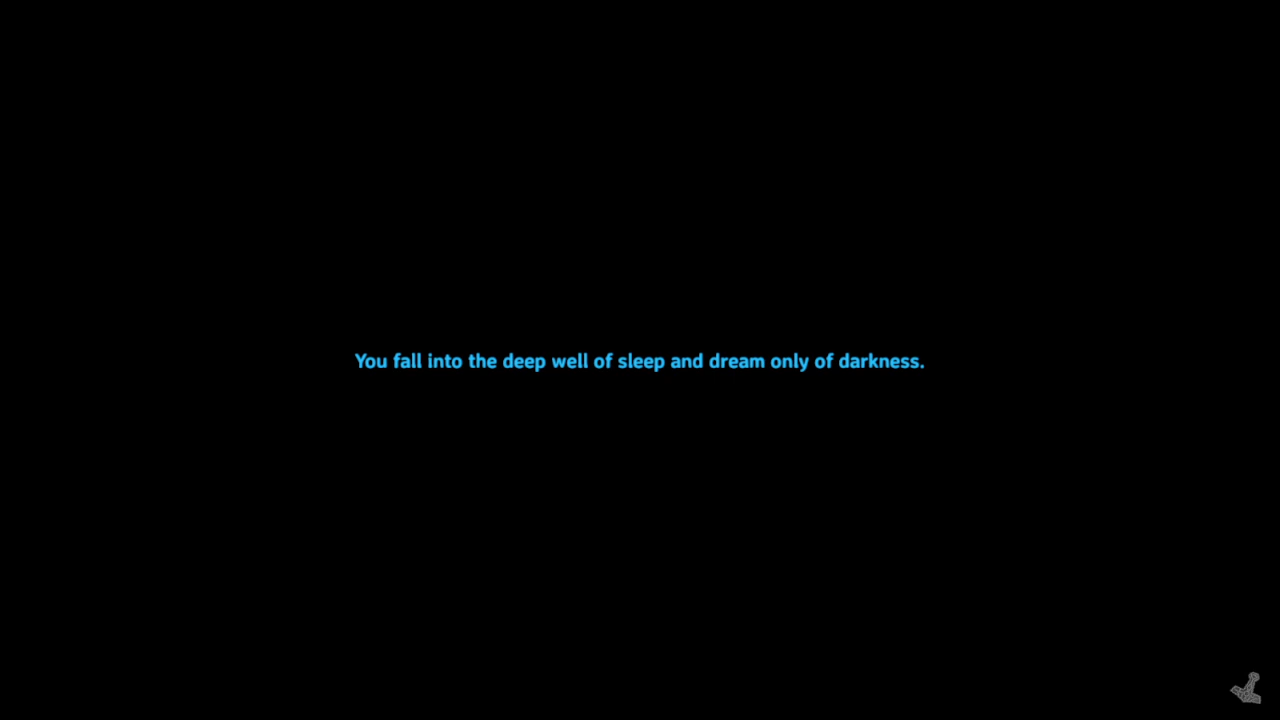 You fall into the deep well of sleep and dream only of darkness.